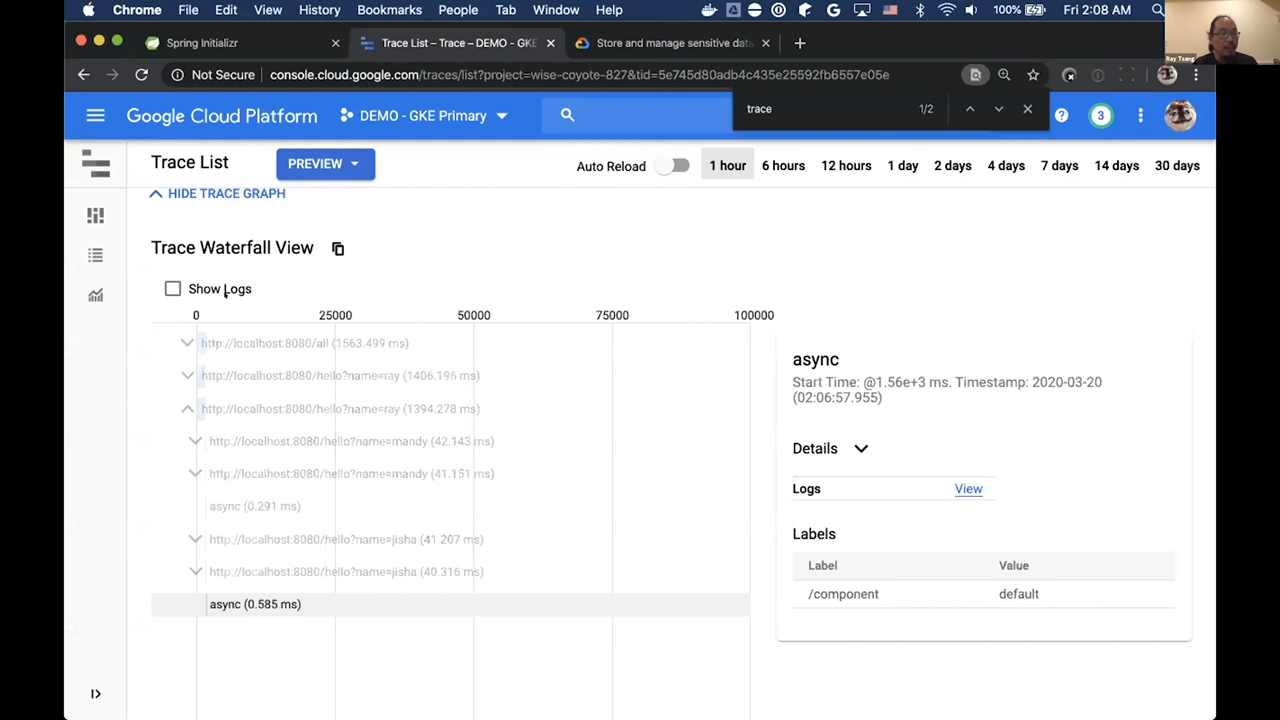 Chrome File Edit View History Bookmarks People Tab Window Help 100% Fri 2:08 AM
Spring Initializr Trace List – Trace – DEMO - GKE Store and manage sensitive data
Not Secure console.cloud.google.com/traces/list?project=wise-coyote-827&tid=5e745d80adb4c435e25592fb6557e05e
Ray Tsang
trace 1/2
Google Cloud Platform DEMO - GKE Primary 3
Trace List PREVIEW Auto Reload 1 hour 6 hours 12 hours 1 day 2 days 4 days 7 days 14 days 30 days
HIDE TRACE GRAPH
Trace Waterfall View
Show Logs
0 25000 50000 75000 100000
http://localhost:8080/all (1563.499 ms)
http://localhost:8080/hello?name=ray (1406.196 ms)
http://localhost:8080/hello?name=ray (1394.278 ms)
http://localhost:8080/hello?name=mandy (42.143 ms)
http://localhost:8080/hello?name=mandy (41.151 ms)
async (0.291 ms)
http://localhost:8080/hello?name=jisha (41.207 ms)
http://localhost:8080/hello?name=jisha (40.316 ms)
async (0.585 ms)
async
Start Time: @1.56e+3 ms. Timestamp: 2020-03-20
(02:06:57.955)
Details
Logs View
Labels
Label Value
/component default